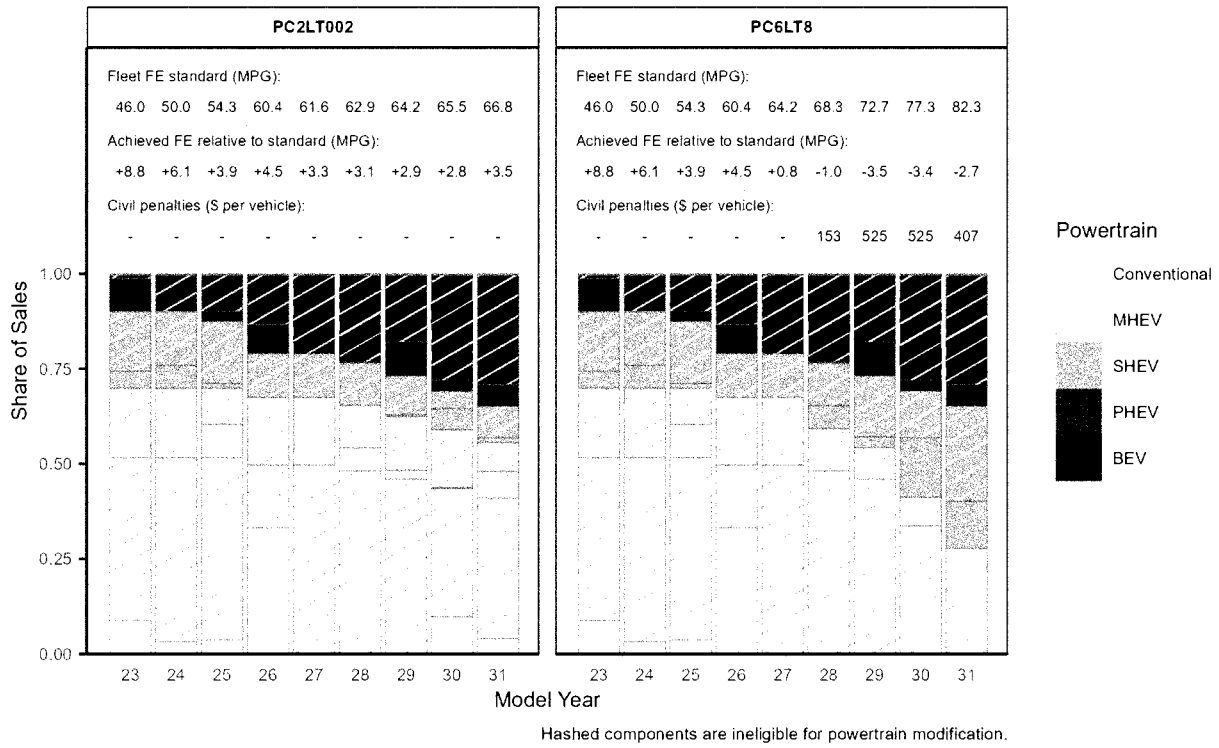 PC2LT002
Fleet FE standard (MPG):
46.0 50.0 54.3 60.4 61.6 62.9 64.2 65.5 66.8
Achieved FE relative to standard (MPG):
+8.8 +6.1 +3.9 +4.5 +3.3 +3.1 +2.9 +2.8 +3.5
Civil penalties ($ per vehicle):
- - - - - - - - -
PC6LT8
Fleet FE standard (MPG):
46.0 50.0 54.3 60.4 64.2 68.3 72.7 77.3 82.3
Achieved FE relative to standard (MPG):
+8.8 +6.1 +3.9 +4.5 +0.8 -1.0 -3.5 -3.4 -2.7
Civil penalties ($ per vehicle):
- - - - - 153 525 525 407
Share of Sales
1.00
0.75
0.50
0.25
0.00
23 24 25 26 27 28 29 30 31
23 24 25 26 27 28 29 30 31
Model Year
Powertrain
Conventional
MHEV
SHEV
PHEV
BEV
Hashed components are ineligible for powertrain modification.